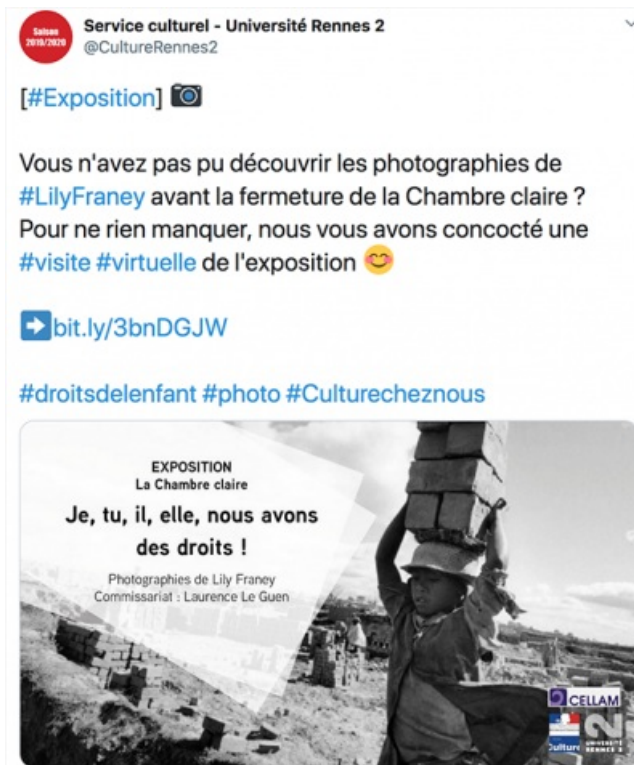 Saison
2019/2020
Service culturel - Université Rennes 2
@CultureRennes2
[#Exposition]
Vous n'avez pas pu découvrir les photographies de
#LilyFraney avant la fermeture de la Chambre claire ?
Pour ne rien manquer, nous vous avons concocté une
#visite #virtuelle de l'exposition
bit.ly/3bnDGJW
#droitsdelenfant #photo #Culturecheznous
EXPOSITION
La Chambre claire
Je, tu, il, elle, nous avons
des droits !
Photographies de Lily Franey
Commissariat : Laurence Le Guen
CELLAM
Culture
UNIVERSITÉ
RENNES 2